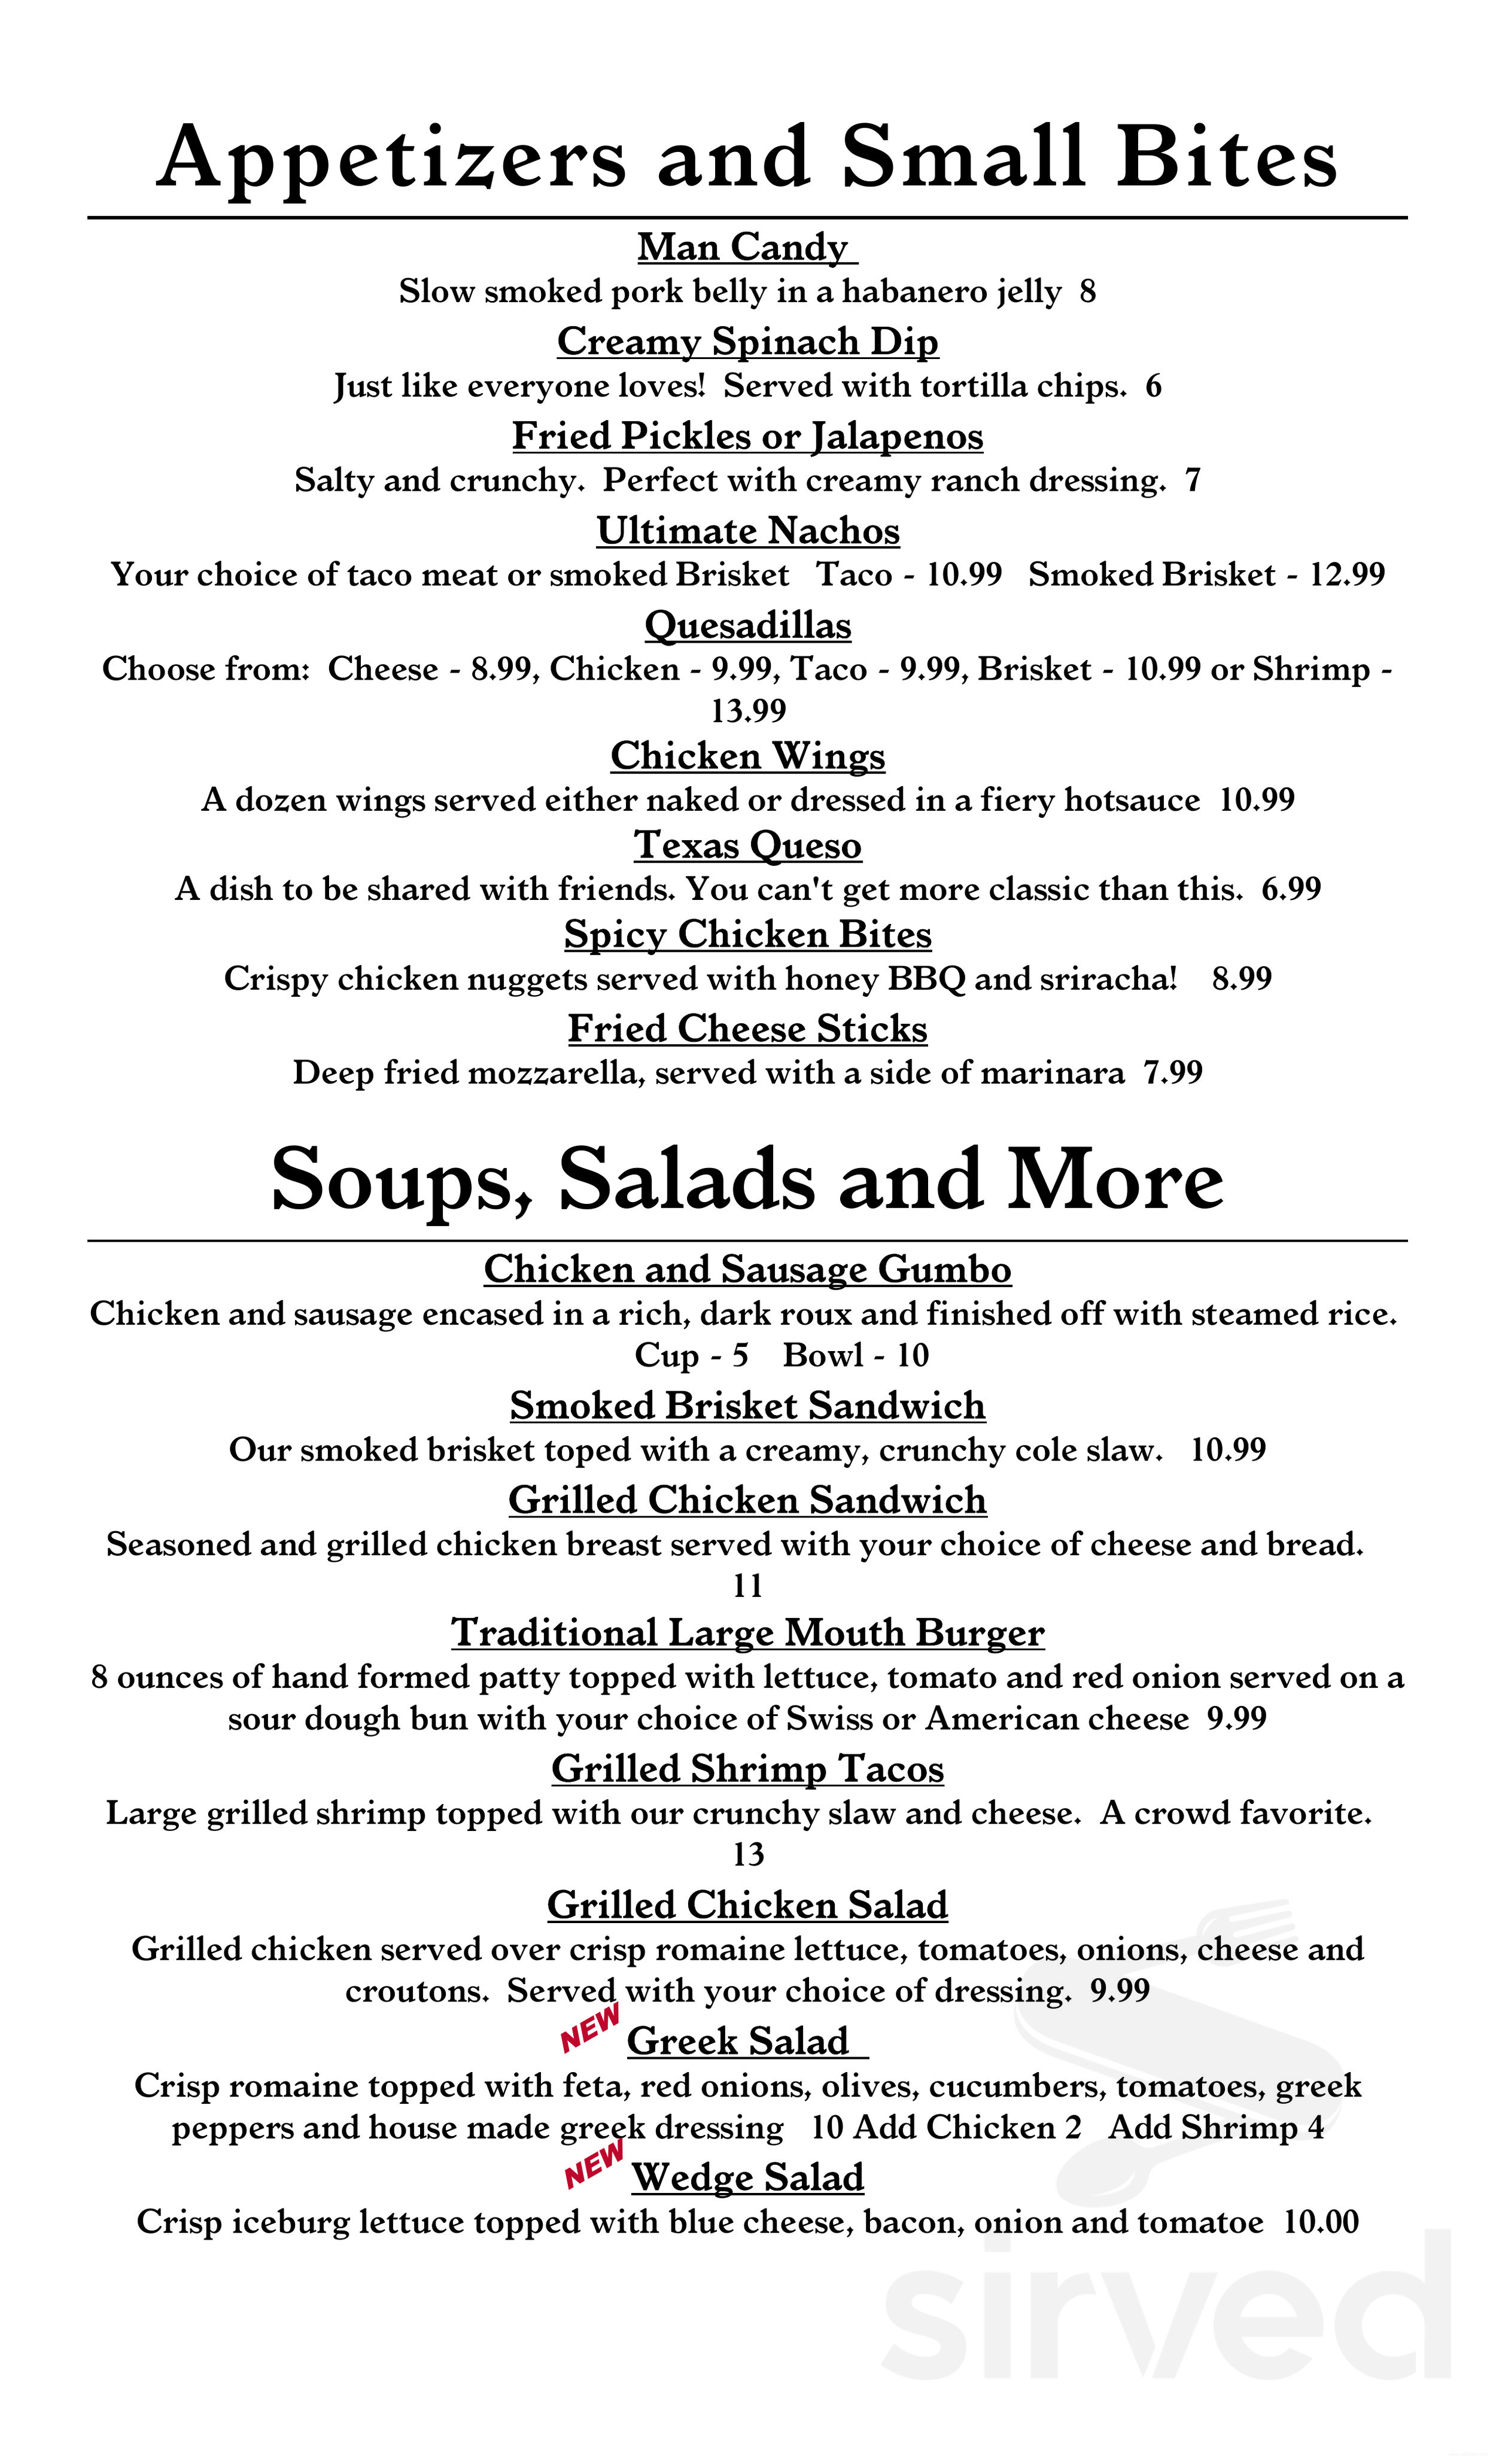 Appetizers and Small Bites
Man Candy
Slow smoked pork belly in a habanero jelly 8
Creamy Spinach Dip
Just like everyone loves! Served with tortilla chips. 6
Fried Pickles or Jalapenos
Salty and crunchy. Perfect with creamy ranch dressing. 7
Ultimate Nachos
Your choice of taco meat or smoked Brisket Taco - 10.99 Smoked Brisket - 12.99
Quesadillas
Choose from: Cheese - 8.99, Chicken - 9.99, Taco - 9.99, Brisket - 10.99 or Shrimp -
13.99
Chicken Wings
A dozen wings served either naked or dressed in a fiery hotsauce 10.99
Texas Queso
A dish to be shared with friends. You can't get more classic than this. 6.99
Spicy Chicken Bites
Crispy chicken nuggets served with honey BBQ and sriracha! 8.99
Fried Cheese Sticks
Deep fried mozzarella, served with a side of marinara 7.99
Soups, Salads and More
Chicken and Sausage Gumbo
Chicken and sausage encased in a rich, dark roux and finished off with steamed rice.
Cup - 5 Bowl - 10
Smoked Brisket Sandwich
Our smoked brisket toped with a creamy, crunchy cole slaw. 10.99
Grilled Chicken Sandwich
Seasoned and grilled chicken breast served with your choice of cheese and bread.
11
Traditional Large Mouth Burger
8 ounces of hand formed patty topped with lettuce, tomato and red onion served on a
sour dough bun with your choice of Swiss or American cheese 9.99
Grilled Shrimp Tacos
Large grilled shrimp topped with our crunchy slaw and cheese. A crowd favorite.
13
Grilled Chicken Salad
Grilled chicken served over crisp romaine lettuce, tomatoes, onions, cheese and
croutons. Served with your choice of dressing. 9.99
NEW Greek Salad
Crisp romaine topped with feta, red onions, olives, cucumbers, tomatoes, greek
peppers and house made greek dressing 10 Add Chicken 2 Add Shrimp 4
NEW Wedge Salad
Crisp iceburg lettuce topped with blue cheese, bacon, onion and tomatoe 10.00
sirved